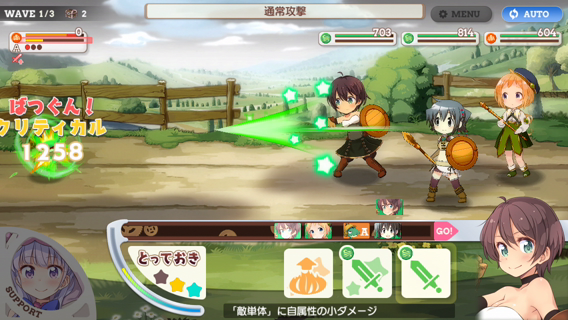 WAVE 1/3
2
通常攻撃
MENU
AUTO
0
A
703
814
604
ばつぐん!
クリティカル
1258
A
GO!
とっておき
SUPPORT
「敵単体」に自属性の小ダメージ